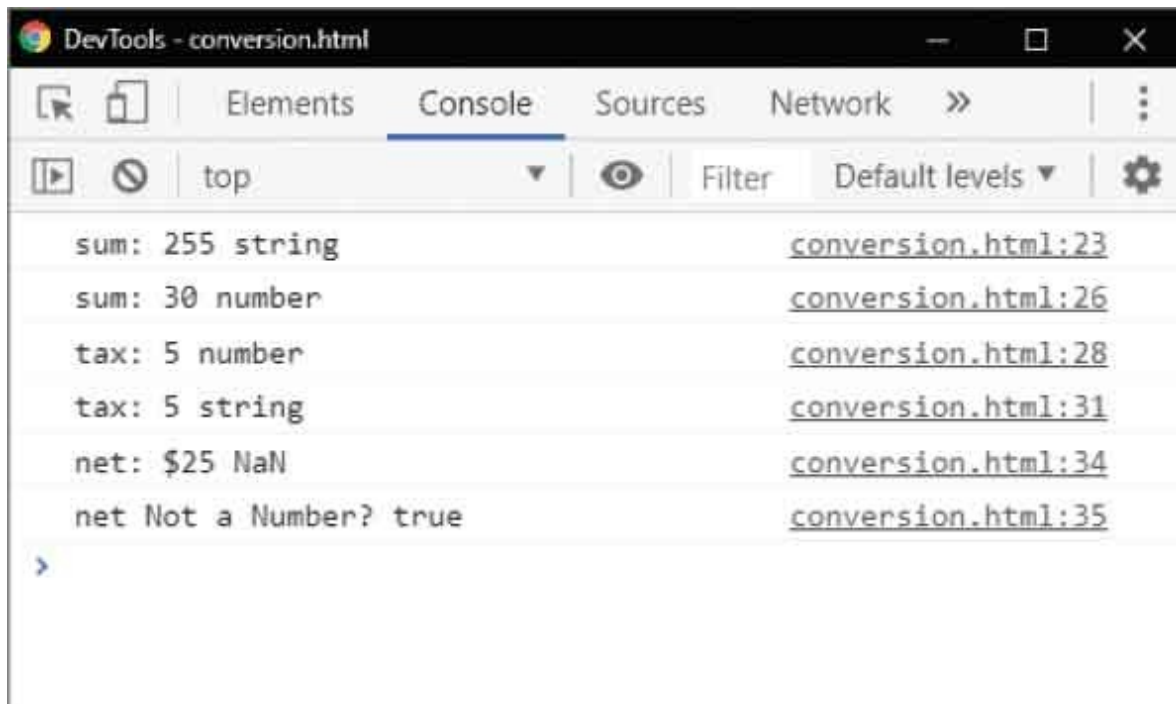 DevTools - conversion.html
Elements Console Sources Network »
top Filter Default levels
sum: 255 string conversion.html:23
sum: 30 number conversion.html:26
tax: 5 number conversion.html:28
tax: 5 string conversion.html:31
net: $25 NaN conversion.html:34
net Not a Number? true conversion.html:35